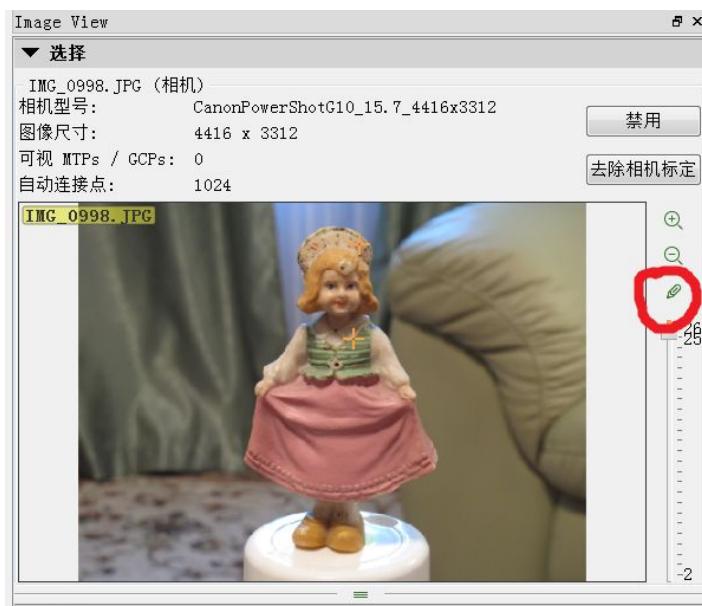 Image View
▼ 选择
IMG_0998.JPG (相机)
相机型号: CanonPowerShotG10_15.7_4416x3312
图像尺寸: 4416 x 3312
可视 MTPs / GCPs: 0
自动连接点: 1024
禁用
去除相机标定
IMG_0998.JPG
26
-25
-2